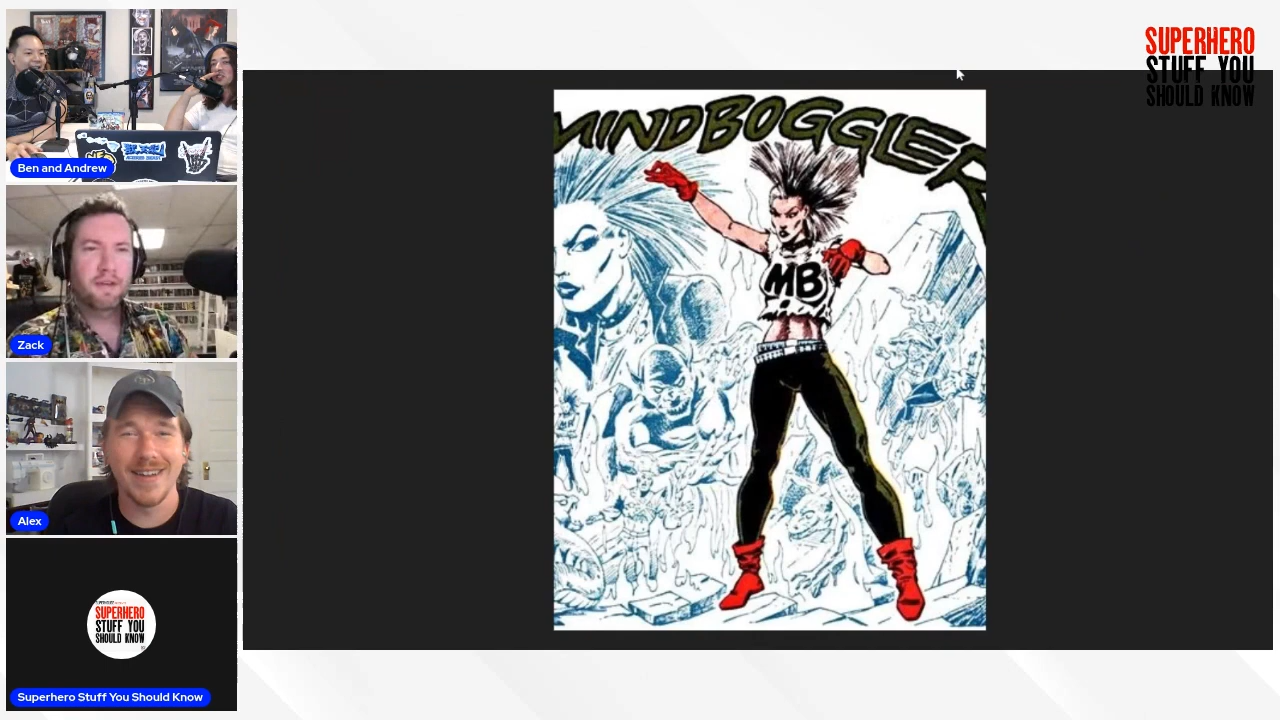 Ben and Andrew
Zack
Alex
SUPERHERO
STUFF YOU
SHOULD KNOW
Superhero Stuff You Should Know
MINDBOGGLER
MB
SUPERHERO
STUFF YOU
SHOULD KNOW